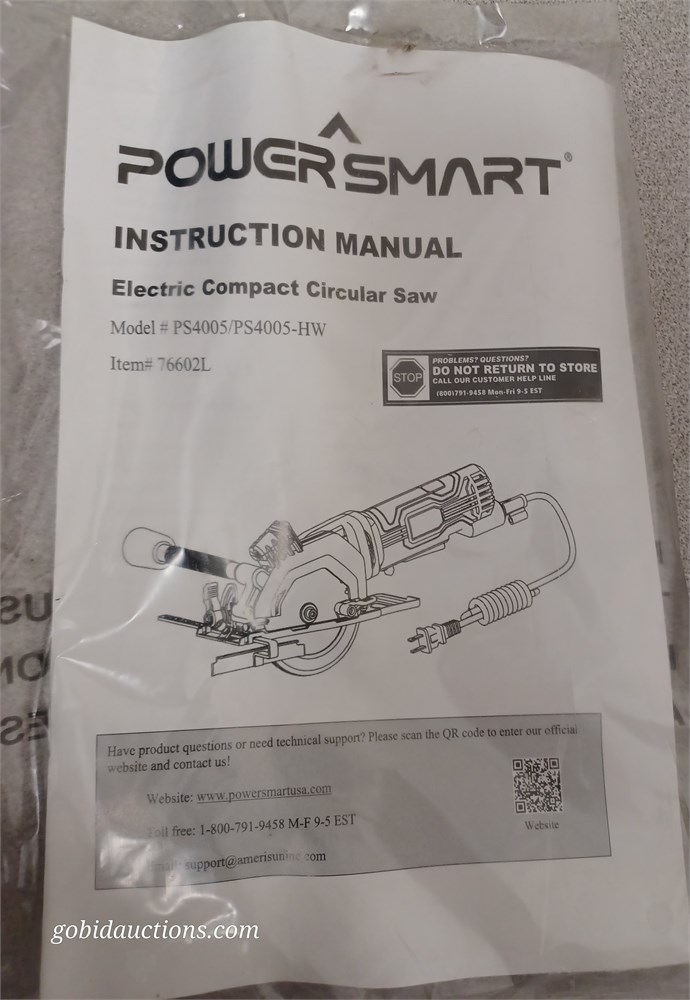 POWERSMART®
INSTRUCTION MANUAL
Electric Compact Circular Saw
Model # PS4005/PS4005-HW
Item# 76602L
STOP
PROBLEMS? QUESTIONS?
DO NOT RETURN TO STORE
CALL OUR CUSTOMER HELP LINE
(800)791-9458 Mon-Fri 9-5 EST
Have product questions or need technical support? Please scan the QR code to enter our official
website and contact us!
Website: www.powersmartusa.com
Toll free: 1-800-791-9458 M-F 9-5 EST
Email: support@amerisuninc.com
Website
gobidauctions.com